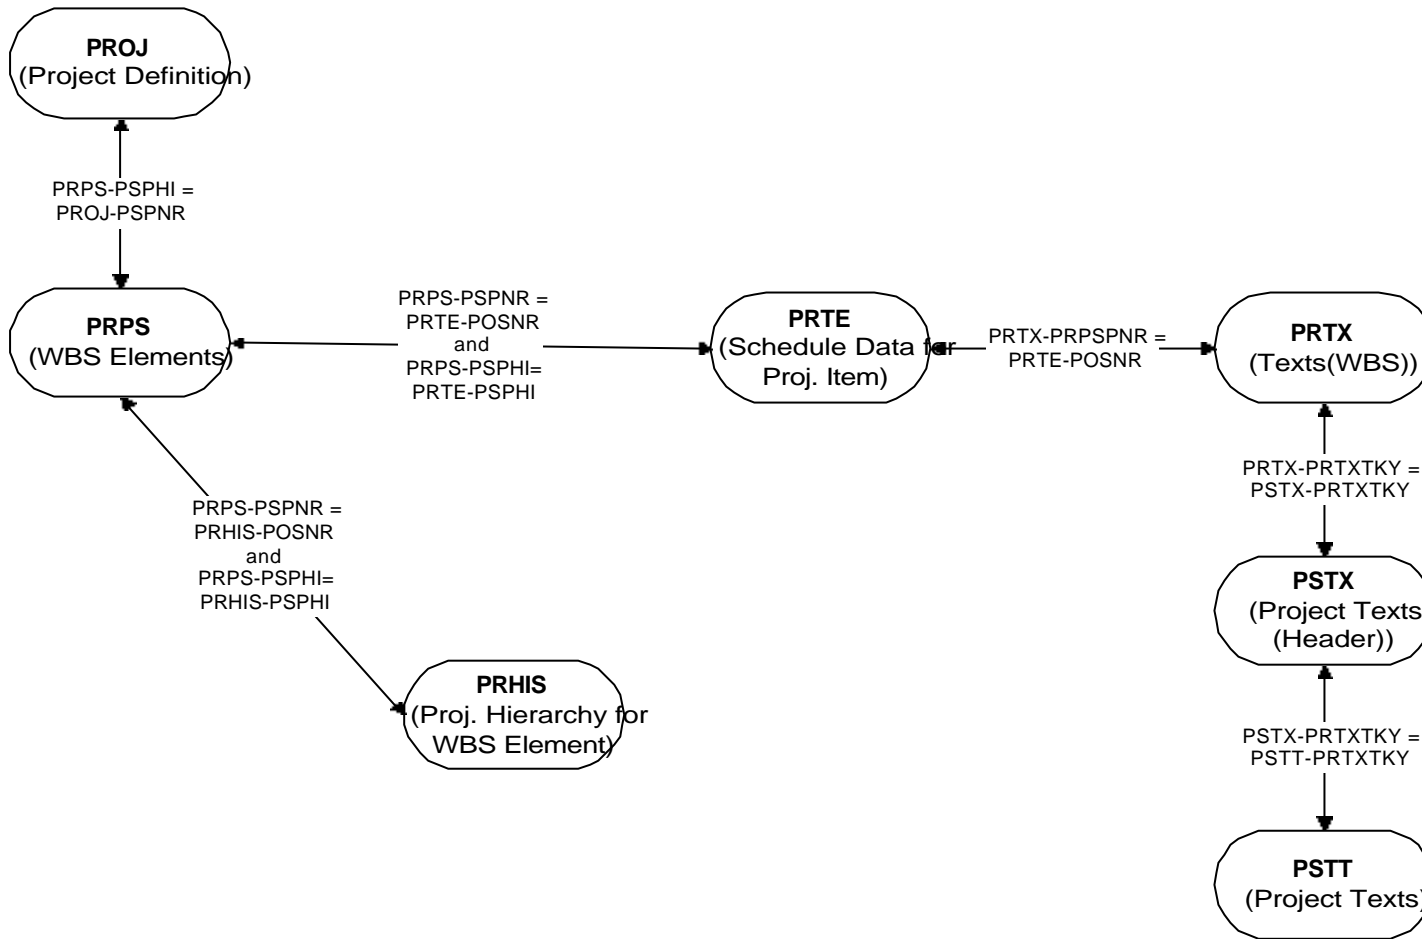 PROJ
(Project Definition)
PRPS-PSPHI =
PROJ-PSPNR
PRPS
(WBS Elements)
PRPS-PSPNR =
PRTE-POSNR
and
PRPS-PSPHI=
PRTE-PSPHI
PRTE
(Schedule Data for
Proj. Item)
PRTX-PRPSPNR =
PRTE-POSNR
PRTX
(Texts(WBS))
PRTX-PRTXTKY =
PSTX-PRTXTKY
PRPS-PSPNR =
PRHIS-POSNR
and
PRPS-PSPHI=
PRHIS-PSPHI
PSTX
(Project Texts
(Header))
PRHIS
(Proj. Hierarchy for
WBS Element)
PSTX-PRTXTKY =
PSTT-PRTXTKY
PSTT
(Project Texts)